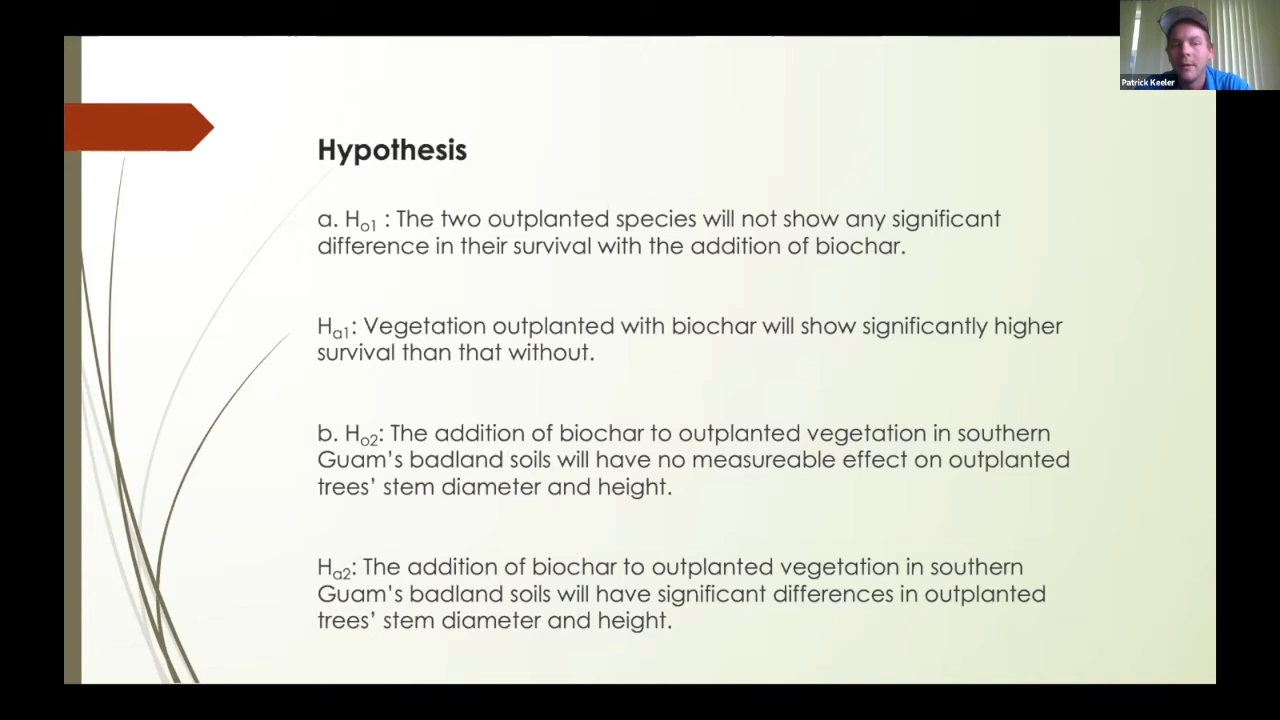 Patrick Keeler
Hypothesis
a. Ho1 : The two outplanted species will not show any significant
difference in their survival with the addition of biochar.
Ha1: Vegetation outplanted with biochar will show significantly higher
survival than that without.
b. Ho2: The addition of biochar to outplanted vegetation in southern
Guam's badland soils will have no measureable effect on outplanted
trees' stem diameter and height.
Ha2: The addition of biochar to outplanted vegetation in southern
Guam's badland soils will have significant differences in outplanted
trees' stem diameter and height.